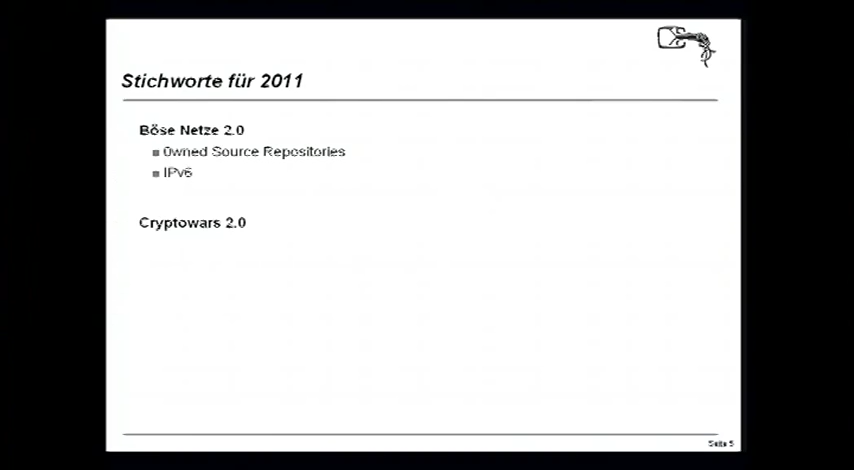 Stichworte für 2011
Böse Netze 2.0
0wned Source Repositories
IPv6
Cryptowars 2.0
Seite 5